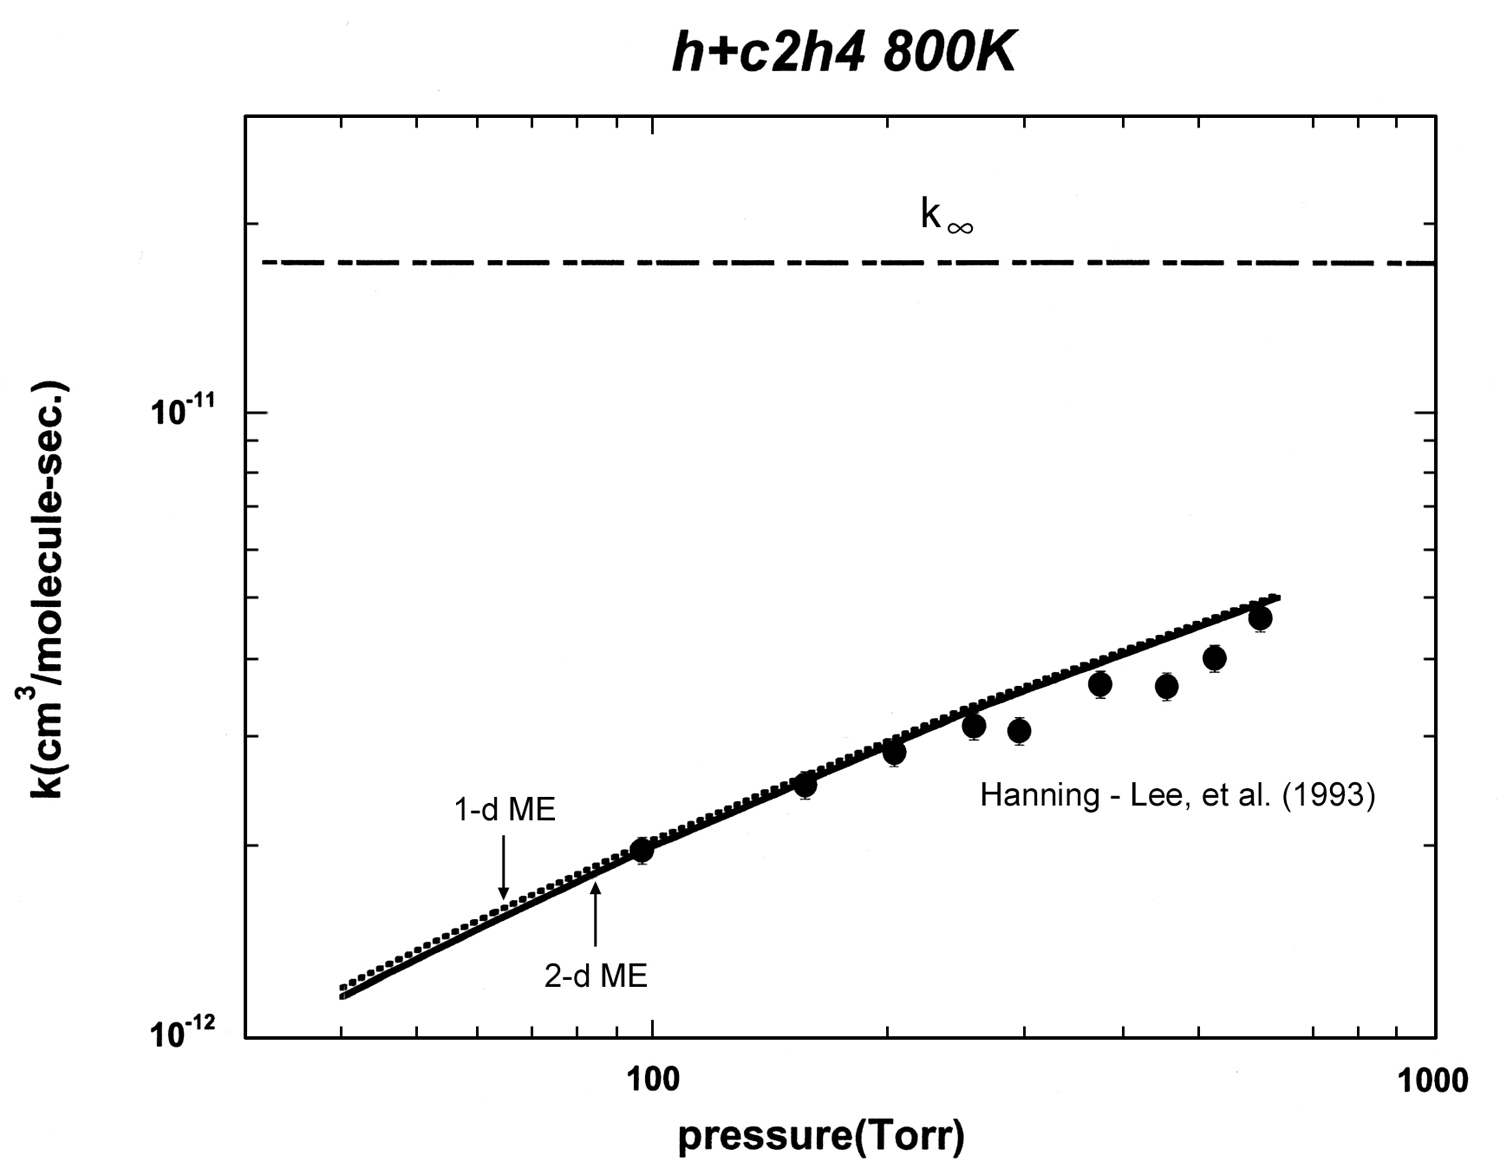 h+c2h4 800K
k∞
10⁻¹¹
k(cm³/molecule-sec.)
Hanning - Lee, et al. (1993)
1-d ME
2-d ME
10⁻¹²
100
1000
pressure(Torr)